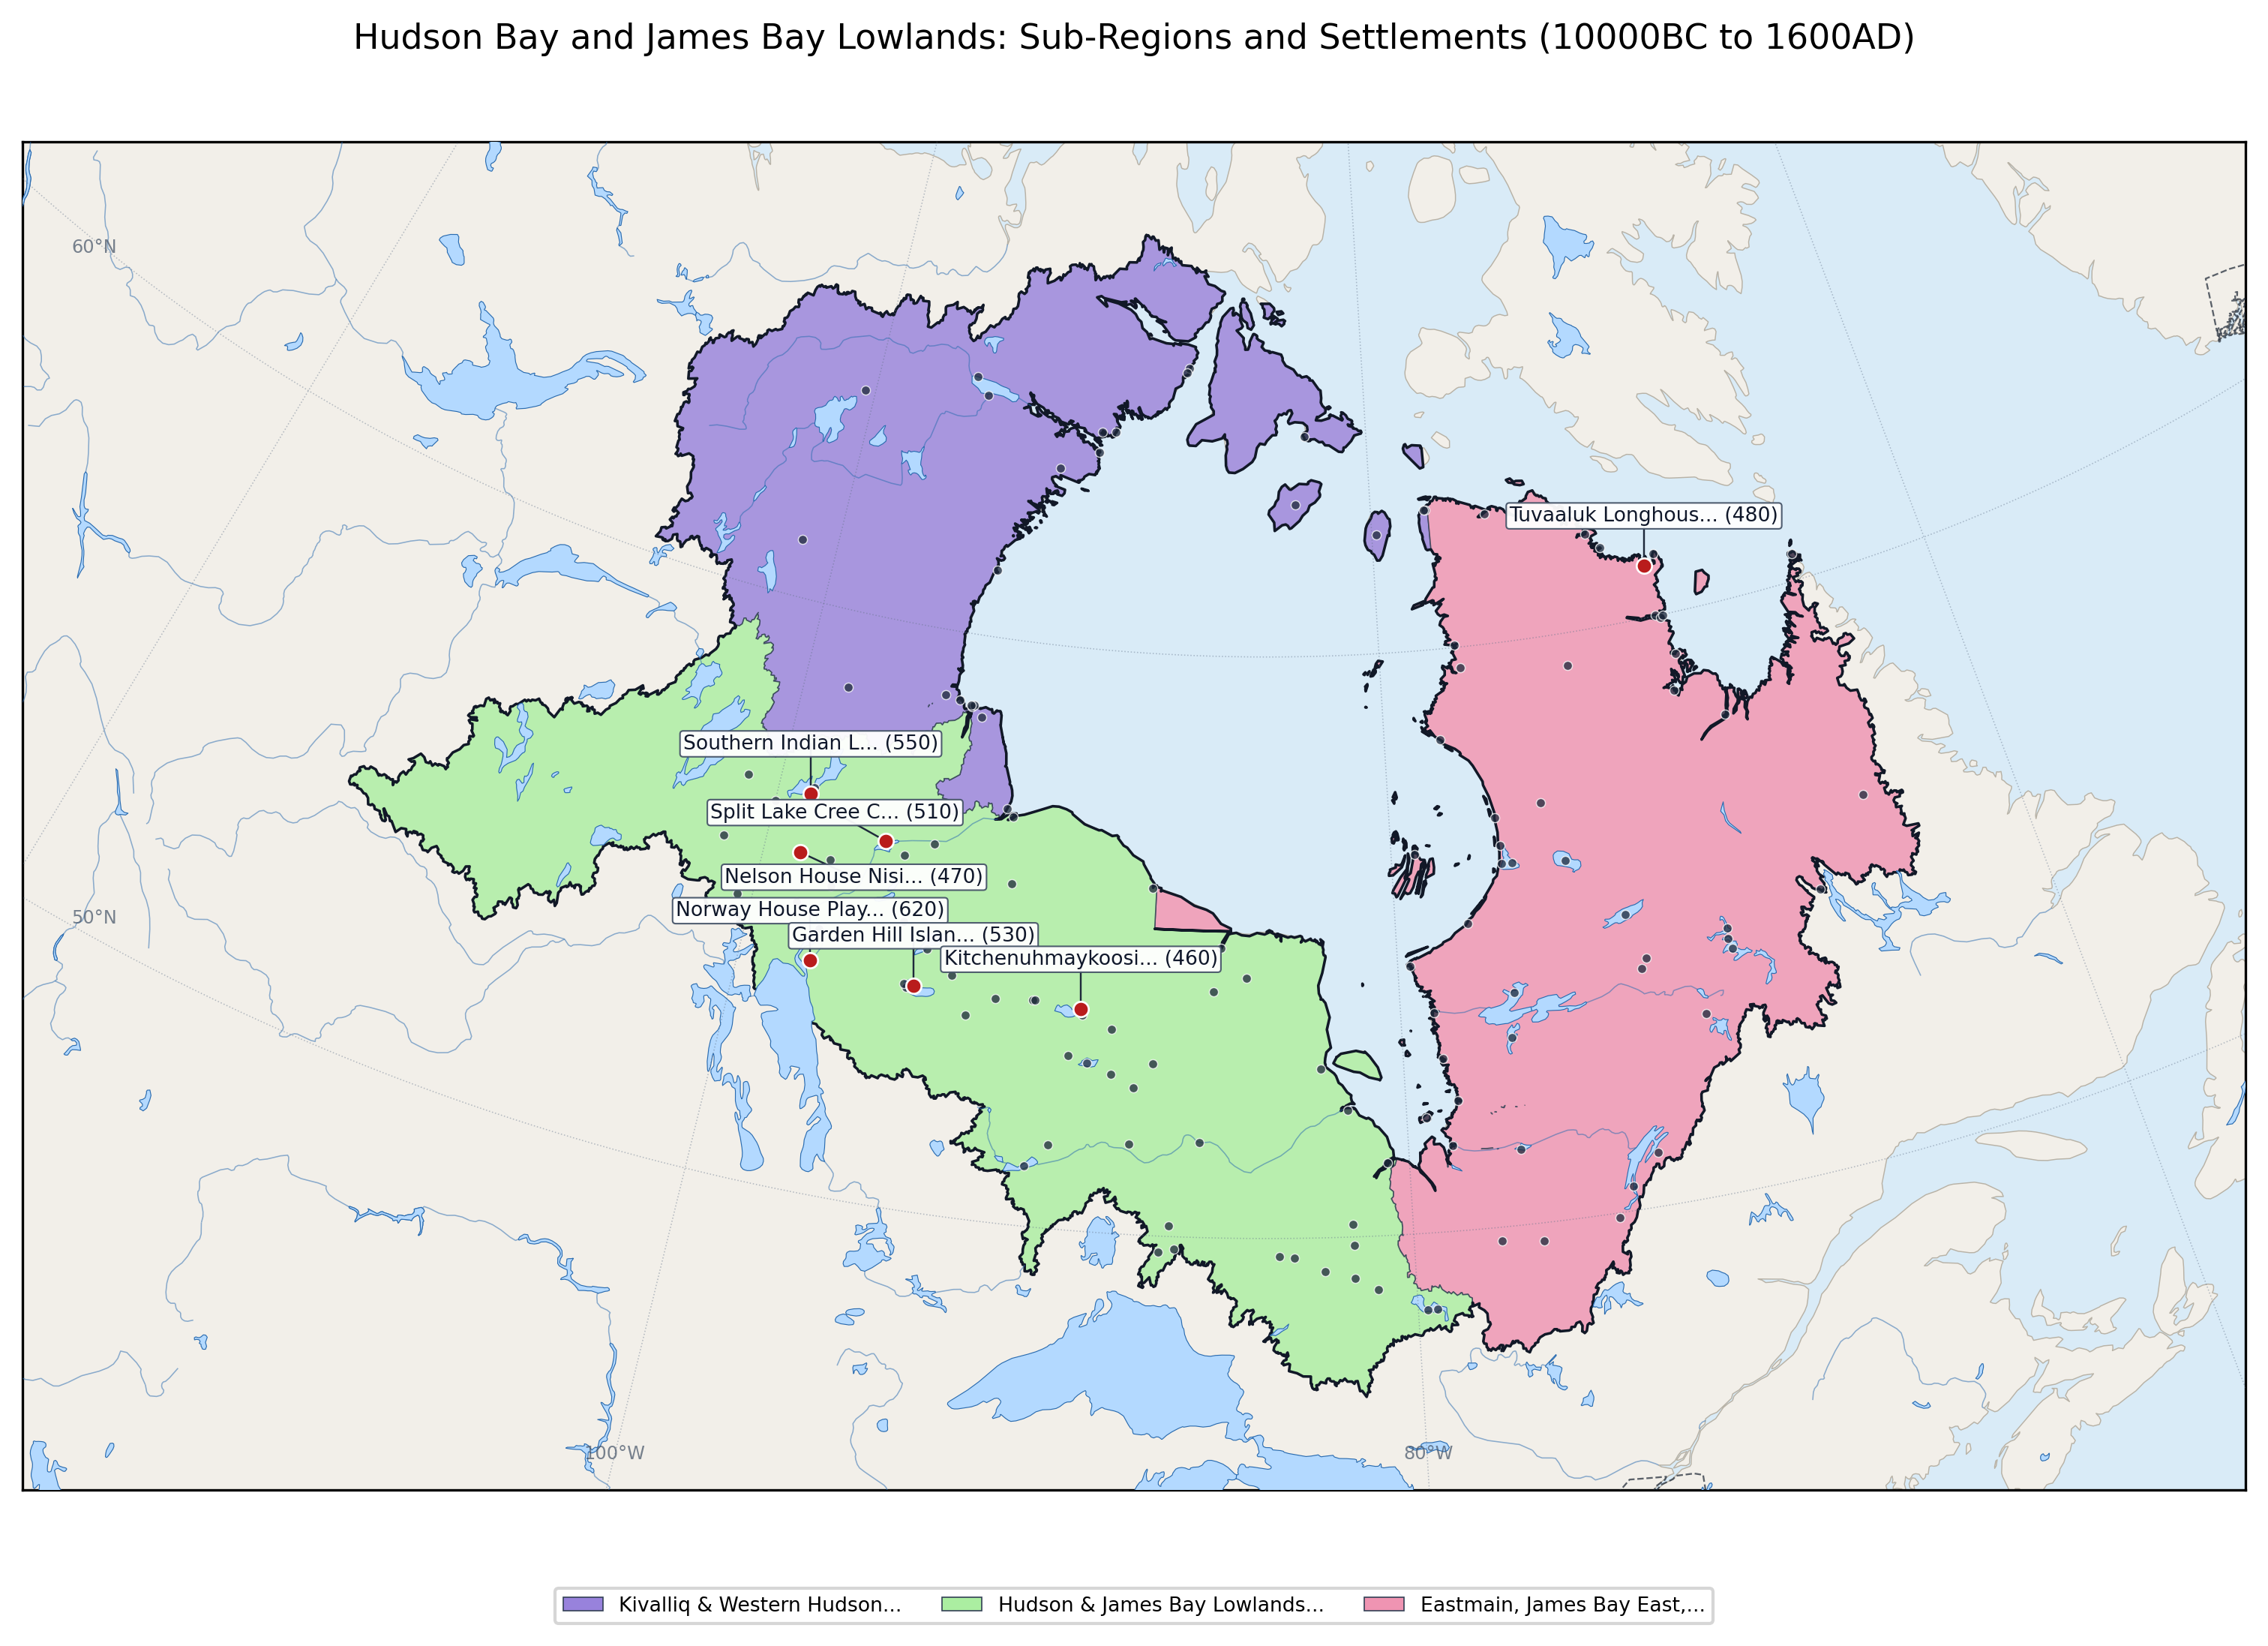 Hudson Bay and James Bay Lowlands: Sub-Regions and Settlements (10000BC to 1600AD)
60°N
Tuvaaluk Longhous... (480)
Southern Indian L... (550)
Split Lake Cree C... (510)
Nelson House Nisi... (470)
50°N
Norway House Play... (620)
Garden Hill Islan... (530)
Kitchenuhmaykoosi... (460)
100°W
80°W
Kivalliq & Western Hudson...
Hudson & James Bay Lowlands...
Eastmain, James Bay East,...